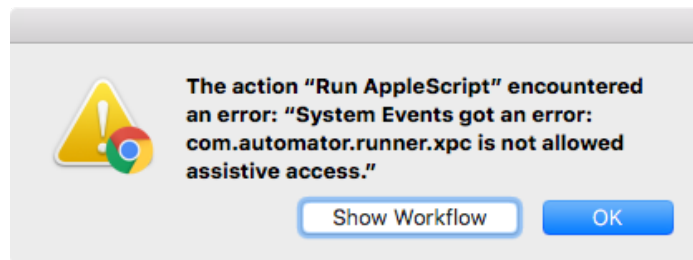 The action “Run AppleScript” encountered
an error: “System Events got an error:
com.automator.runner.xpc is not allowed
assistive access.”
Show Workflow
OK